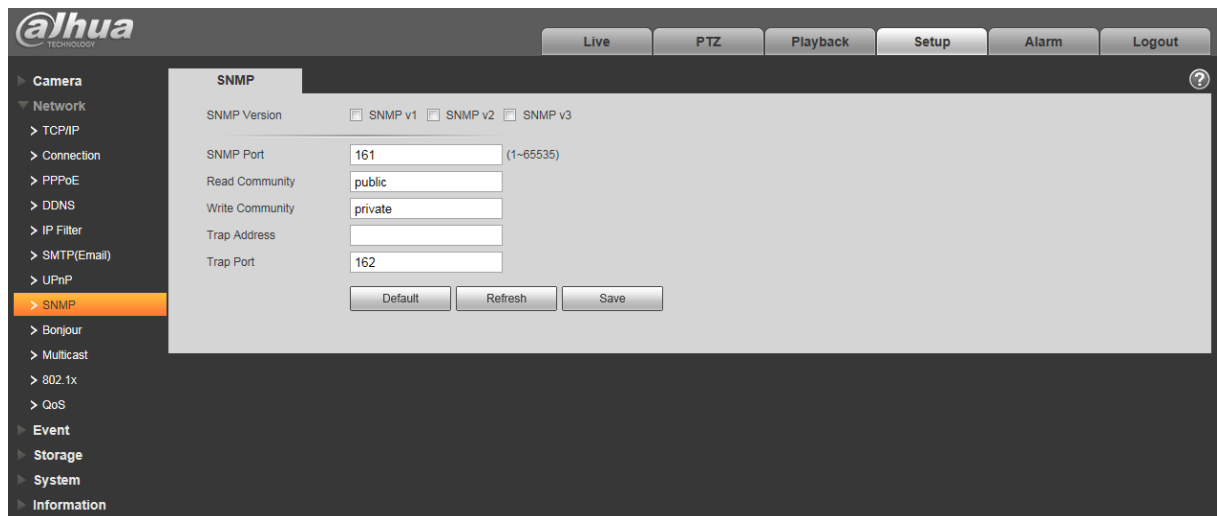 alhua
TECHNOLOGY
Live PTZ Playback Setup Alarm Logout
Camera
Network
> TCP/IP
> Connection
> PPPoE
> DDNS
> IP Filter
> SMTP(Email)
> UPnP
> SNMP
> Bonjour
> Multicast
> 802.1x
> QoS
Event
Storage
System
Information
SNMP ?
SNMP Version SNMP v1 SNMP v2 SNMP v3
SNMP Port 161 (1~65535)
Read Community public
Write Community private
Trap Address
Trap Port 162
Default Refresh Save